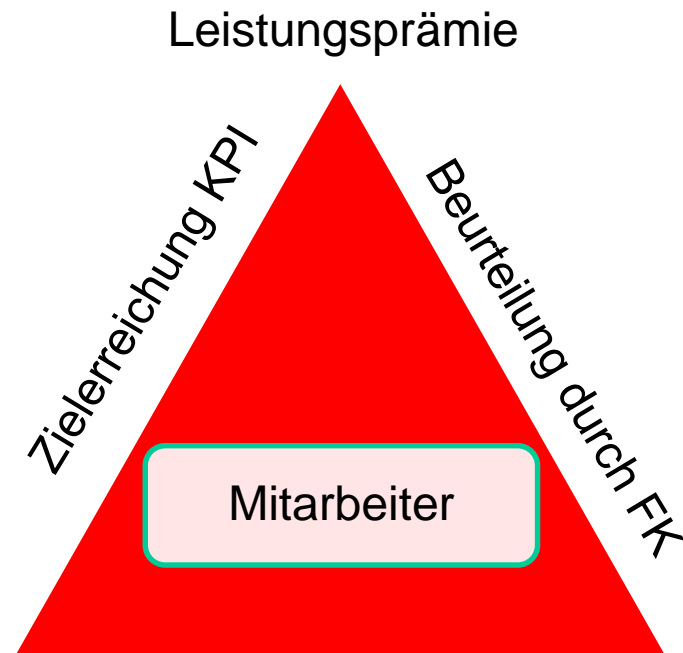 Leistungsprämie
Zielerreichung KPI
Beurteilung durch FK
Mitarbeiter